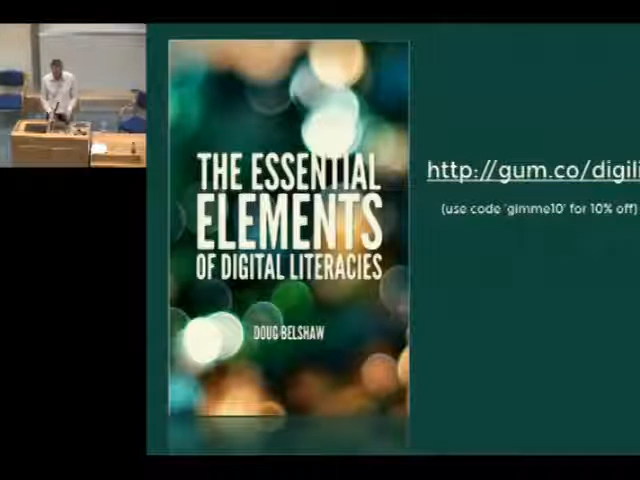 THE ESSENTIAL
ELEMENTS
OF DIGITAL LITERACIES
DOUG BELSHAW
http://gum.co/digili
(use code 'gimme10' for 10% off)